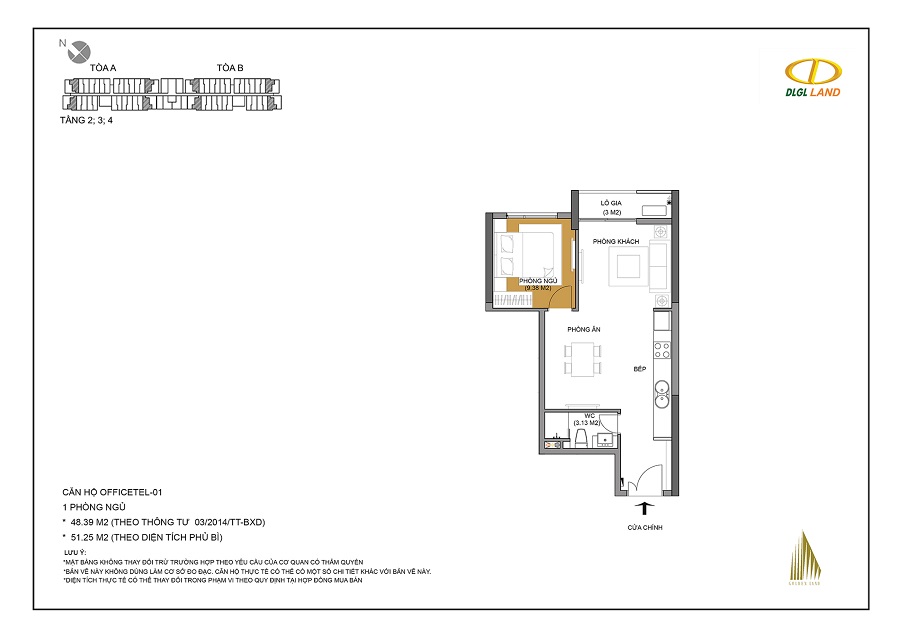 N
TÒA A
TÒA B
TẦNG 2; 3; 4
DLGL LAND
LÔ GIA
(3 M2)
PHÒNG KHÁCH
PHÒNG NGỦ
(9.38 M2)
PHÒNG ĂN
BẾP
WC
(3.13 M2)
CỬA CHÍNH
CĂN HỘ OFFICETEL-01
1 PHÒNG NGỦ
* 48.39 M2 (THEO THÔNG TƯ 03/2014/TT-BXD)
* 51.25 M2 (THEO DIỆN TÍCH PHỦ BÌ)
LƯU Ý:
*MẶT BẰNG KHÔNG THAY ĐỔI TRỪ TRƯỜNG HỢP THEO YÊU CẦU CỦA CƠ QUAN CÓ THẨM QUYỀN
*BẢN VẼ NÀY KHÔNG DÙNG LÀM CƠ SỞ ĐO ĐẠC. CĂN HỘ THỰC TẾ CÓ THỂ CÓ MỘT SỐ CHI TIẾT KHÁC VỚI BẢN VẼ NÀY.
*DIỆN TÍCH THỰC TẾ CÓ THỂ THAY ĐỔI TRONG PHẠM VI THEO QUY ĐỊNH TẠI HỢP ĐỒNG MUA BÁN